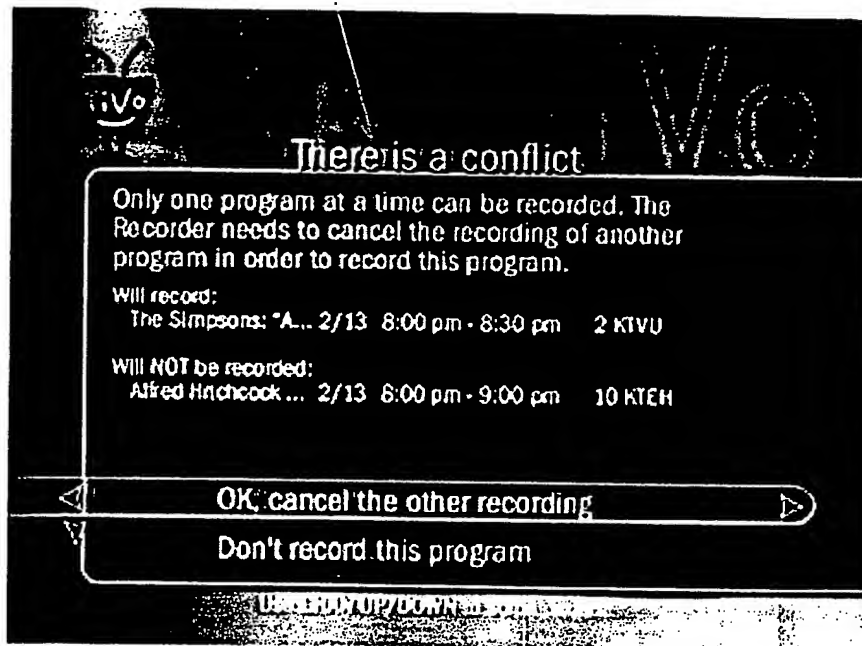 TiVo
There is a conflict
Only one program at a time can be recorded. The
Recorder needs to cancel the recording of another
program in order to record this program.
Will record:
The Simpsons: "A... 2/13 8:00 pm - 8:30 pm 2 KTVU
Will NOT be recorded:
Alfred Hitchcock ... 2/13 8:00 pm - 9:00 pm 10 KTEH
OK, cancel the other recording
Don't record this program
UP/DOWN